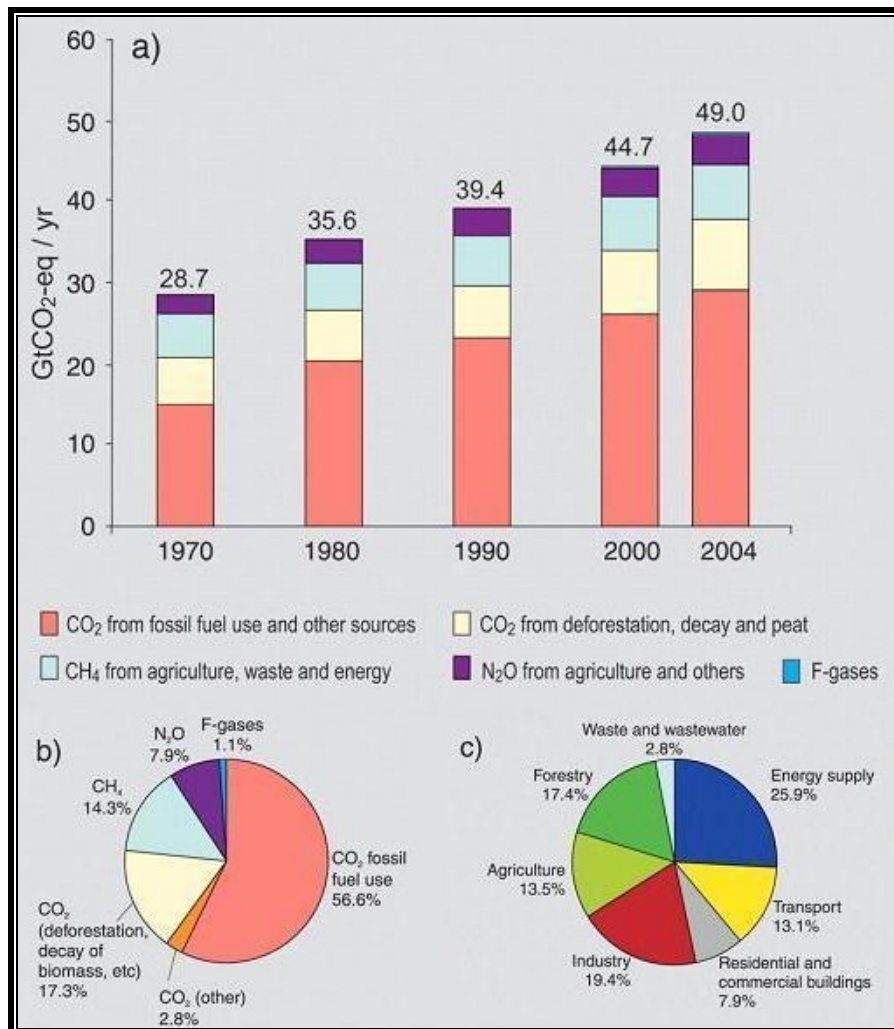 a)
60
50
40
30
20
10
0
GtCO₂-eq / yr
28.7
35.6
39.4
44.7
49.0
1970
1980
1990
2000
2004
CO₂ from fossil fuel use and other sources
CO₂ from deforestation, decay and peat
CH₄ from agriculture, waste and energy
N₂O from agriculture and others
F-gases
b)
F-gases
1.1%
N₂O
7.9%
CH₄
14.3%
CO₂ fossil
fuel use
56.6%
CO₂
(deforestation,
decay of
biomass, etc)
17.3%
CO₂ (other)
2.8%
c)
Waste and wastewater
2.8%
Forestry
17.4%
Energy supply
25.9%
Agriculture
13.5%
Transport
13.1%
Industry
19.4%
Residential and
commercial buildings
7.9%